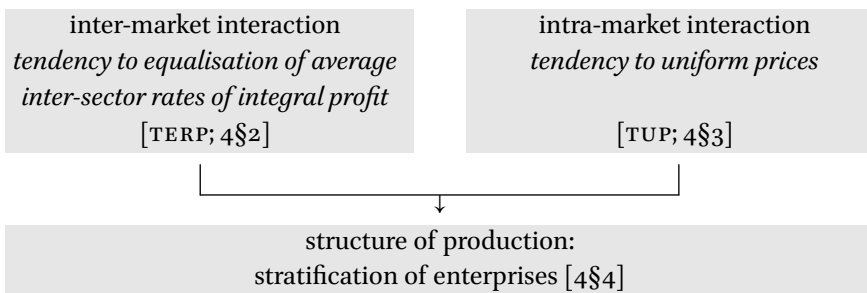 inter-market interaction
tendency to equalisation of average
inter-sector rates of integral profit
[TERP; 4§2]
intra-market interaction
tendency to uniform prices
[TUP; 4§3]
structure of production:
stratification of enterprises [4§4]